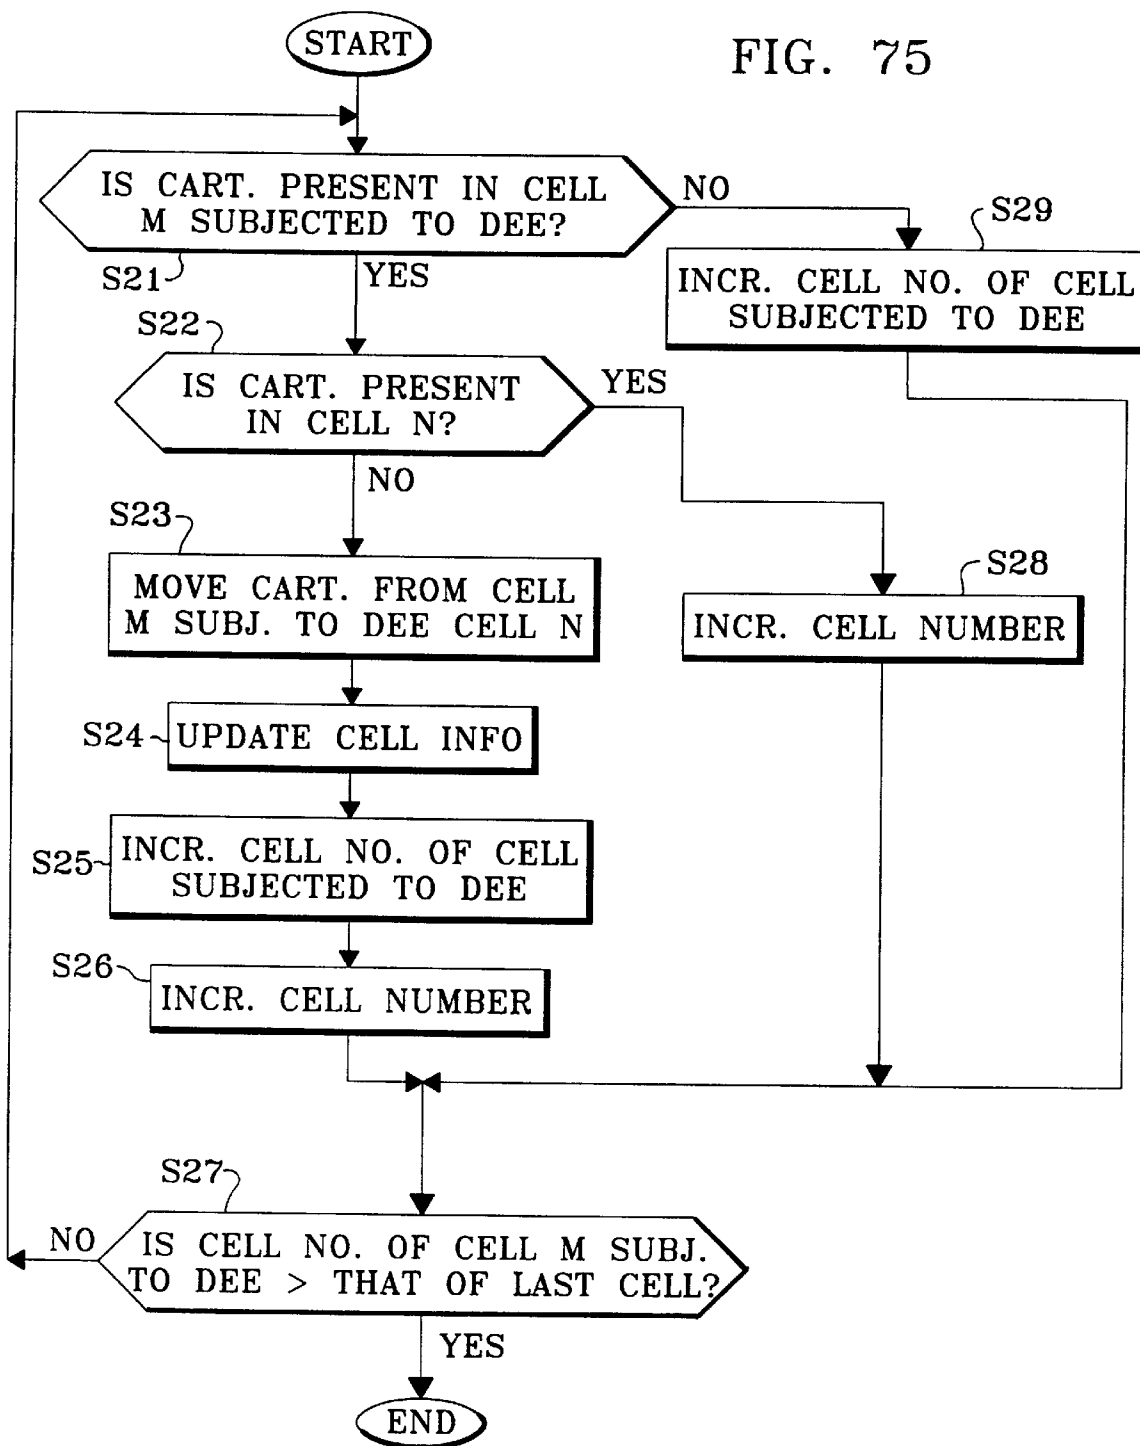 START
FIG. 75
IS CART. PRESENT IN CELL
M SUBJECTED TO DEE?
NO
S21
YES
S29
INCR. CELL NO. OF CELL
SUBJECTED TO DEE
S22
IS CART. PRESENT
IN CELL N?
YES
NO
S23
MOVE CART. FROM CELL
M SUBJ. TO DEE CELL N
S28
INCR. CELL NUMBER
S24
UPDATE CELL INFO
S25
INCR. CELL NO. OF CELL
SUBJECTED TO DEE
S26
INCR. CELL NUMBER
S27
NO
IS CELL NO. OF CELL M SUBJ.
TO DEE > THAT OF LAST CELL?
YES
END